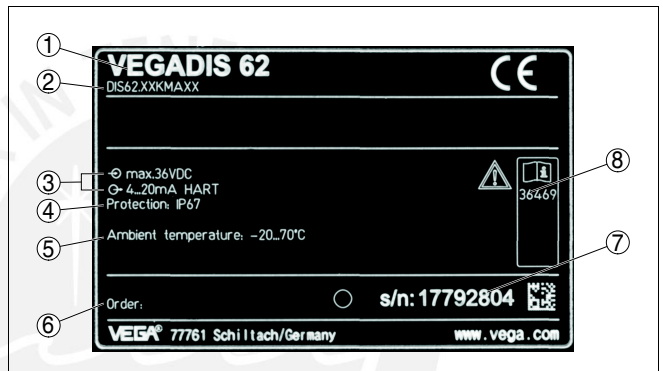 ①
VEGADIS 62
CE
②
DIS62.XXKMAXX
③
max.36VDC
4...20mA HART
④
Protection: IP67
⑤
Ambient temperature: -20...70°C
⑧
36469
⑦
⑥
Order:
s/n: 17792804
VEGA® 77761 Schiltach/Germany
www.vega.com